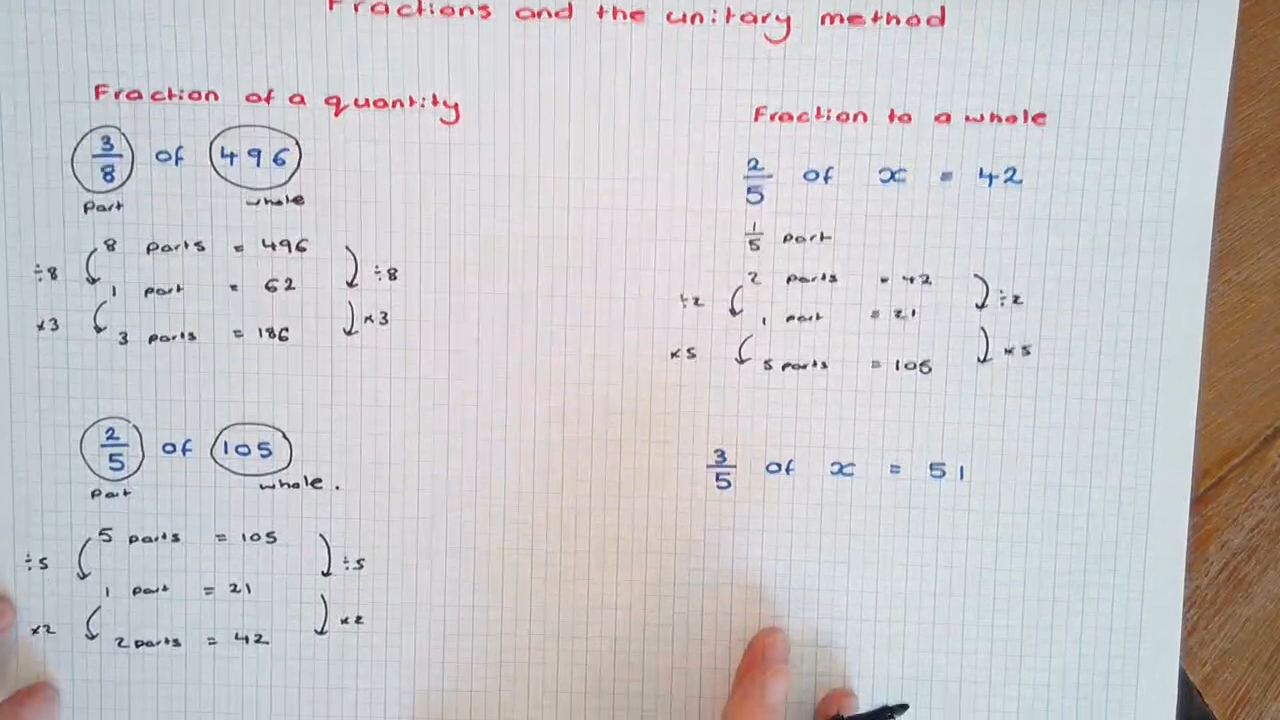 Fractions and the unitary method
Fraction of a quantity
3/8 of 496
Part whole
8 parts = 496
÷8 ÷8
1 part = 62
×3 ×3
3 parts = 186
2/5 of 105
Part whole.
5 parts = 105
÷5 ÷5
1 part = 21
×2 ×2
2 parts = 42
Fraction to a whole
2/5 of x = 42
1/5 part
2 parts = 42
÷2 ÷2
1 part = 21
×5 ×5
5 parts = 105
3/5 of x = 51